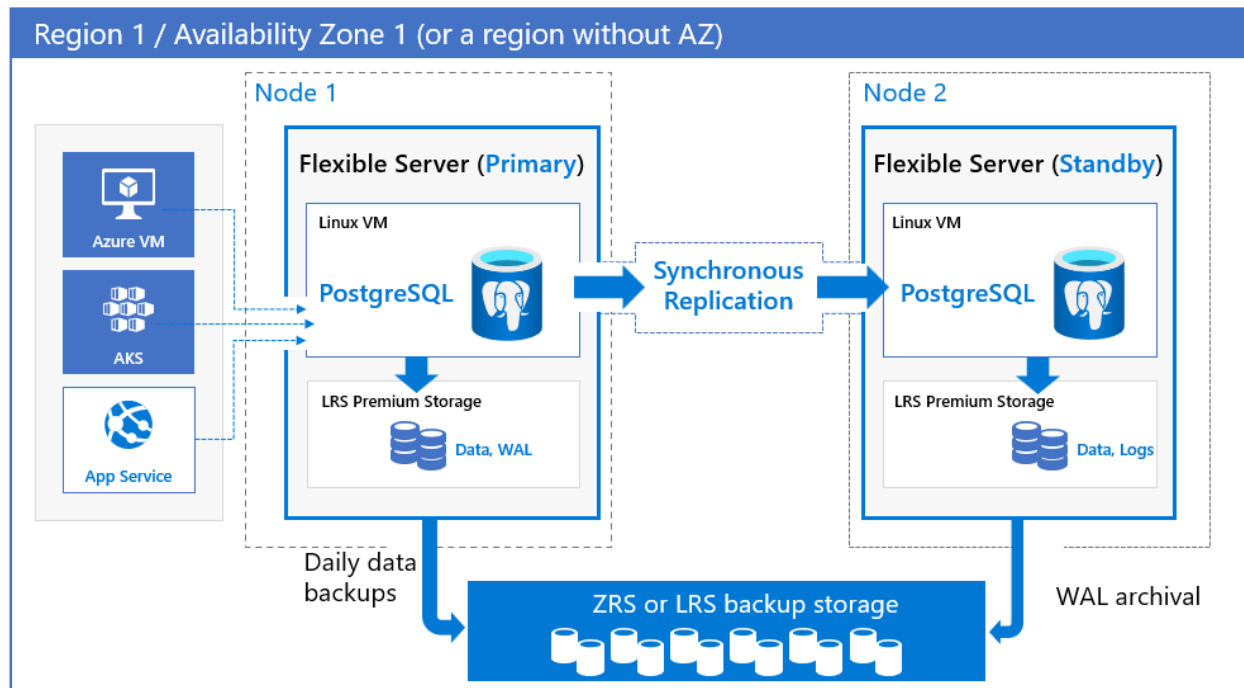 Region 1 / Availability Zone 1 (or a region without AZ)
Node 1
Node 2
Flexible Server (Primary)
Flexible Server (Standby)
Azure VM
AKS
App Service
Linux VM
PostgreSQL
Synchronous
Replication
Linux VM
PostgreSQL
LRS Premium Storage
Data, WAL
LRS Premium Storage
Data, Logs
Daily data
backups
ZRS or LRS backup storage
WAL archival